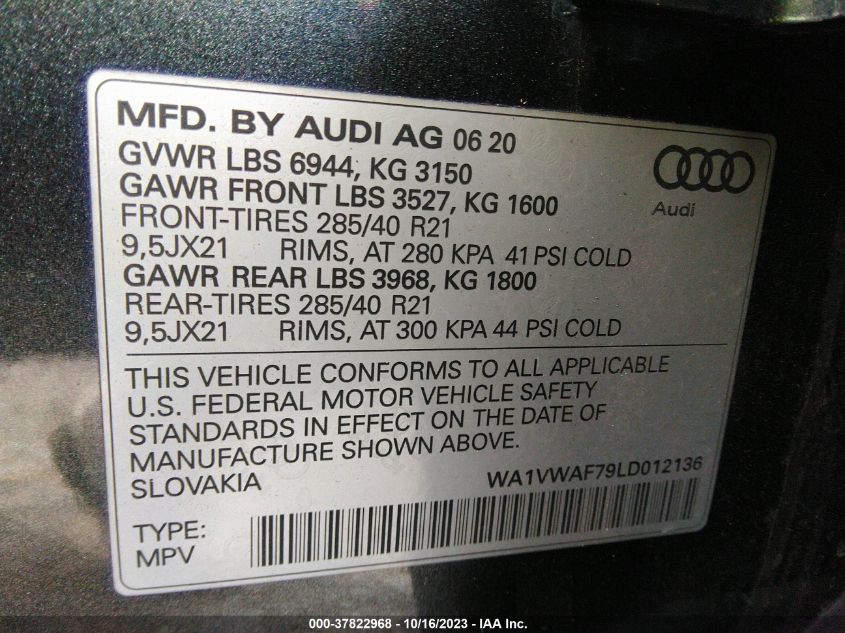 MFD. BY AUDI AG 06 20
GVWR LBS 6944, KG 3150
GAWR FRONT LBS 3527, KG 1600
FRONT-TIRES 285/40 R21
9,5JX21 RIMS, AT 280 KPA 41 PSI COLD
GAWR REAR LBS 3968, KG 1800
REAR-TIRES 285/40 R21
9,5JX21 RIMS, AT 300 KPA 44 PSI COLD
Audi
THIS VEHICLE CONFORMS TO ALL APPLICABLE
U.S. FEDERAL MOTOR VEHICLE SAFETY
STANDARDS IN EFFECT ON THE DATE OF
MANUFACTURE SHOWN ABOVE.
SLOVAKIA
WA1VWAF79LD012136
TYPE:
MPV
000-37822968 - 10/16/2023 - IAA Inc.